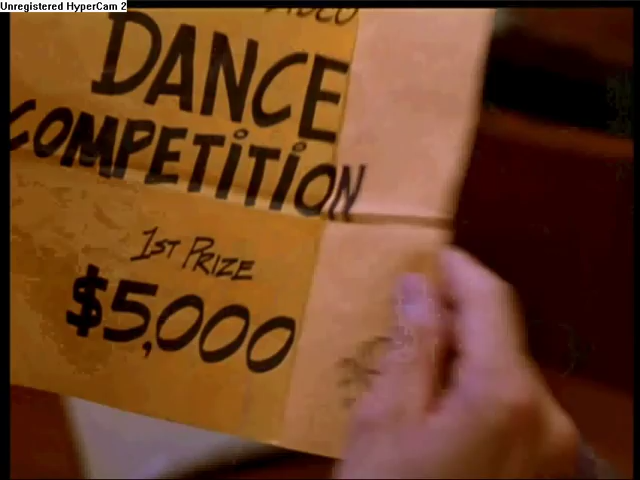 Unregistered HyperCam 2
DANCE
COMPETITION
1ST PRIZE
$5,000